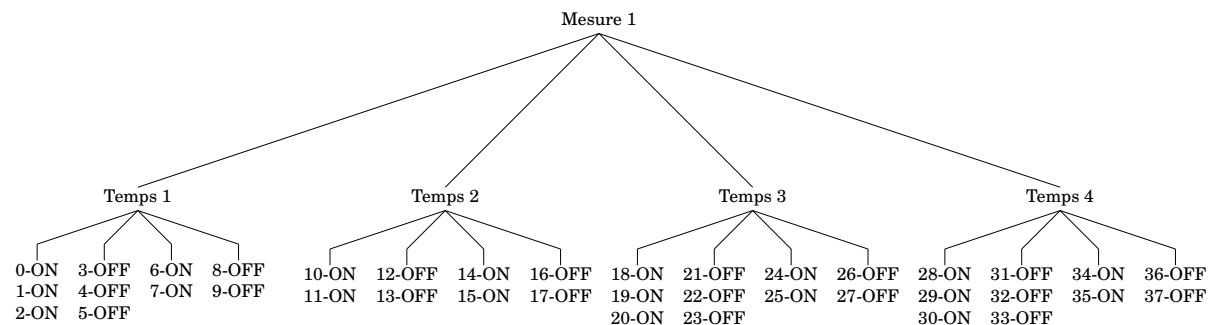 Mesure 1
Temps 1 Temps 2 Temps 3 Temps 4
0-ON 3-OFF 6-ON 8-OFF 10-ON 12-OFF 14-ON 16-OFF 18-ON 21-OFF 24-ON 26-OFF 28-ON 31-OFF 34-ON 36-OFF
1-ON 4-OFF 7-ON 9-OFF 11-ON 13-OFF 15-ON 17-OFF 19-ON 22-OFF 25-ON 27-OFF 29-ON 32-OFF 35-ON 37-OFF
2-ON 5-OFF 20-ON 23-OFF 30-ON 33-OFF